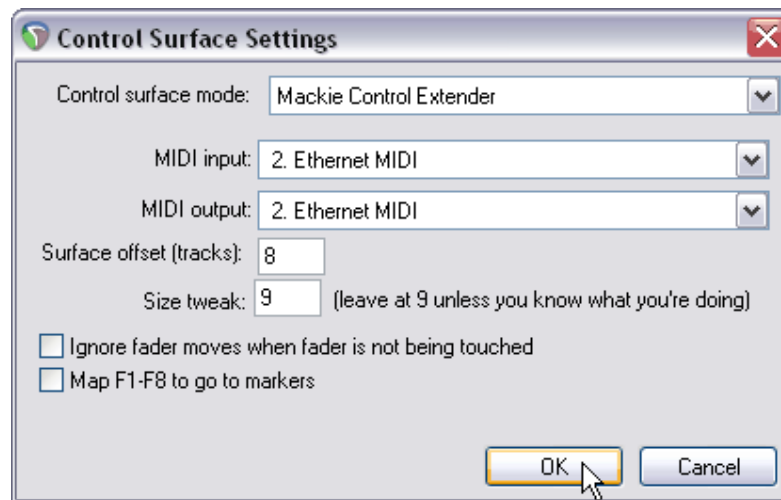 Control Surface Settings
Control surface mode: Mackie Control Extender
MIDI input: 2. Ethernet MIDI
MIDI output: 2. Ethernet MIDI
Surface offset (tracks): 8
Size tweak: 9 (leave at 9 unless you know what you're doing)
Ignore fader moves when fader is not being touched
Map F1-F8 to go to markers
OK Cancel